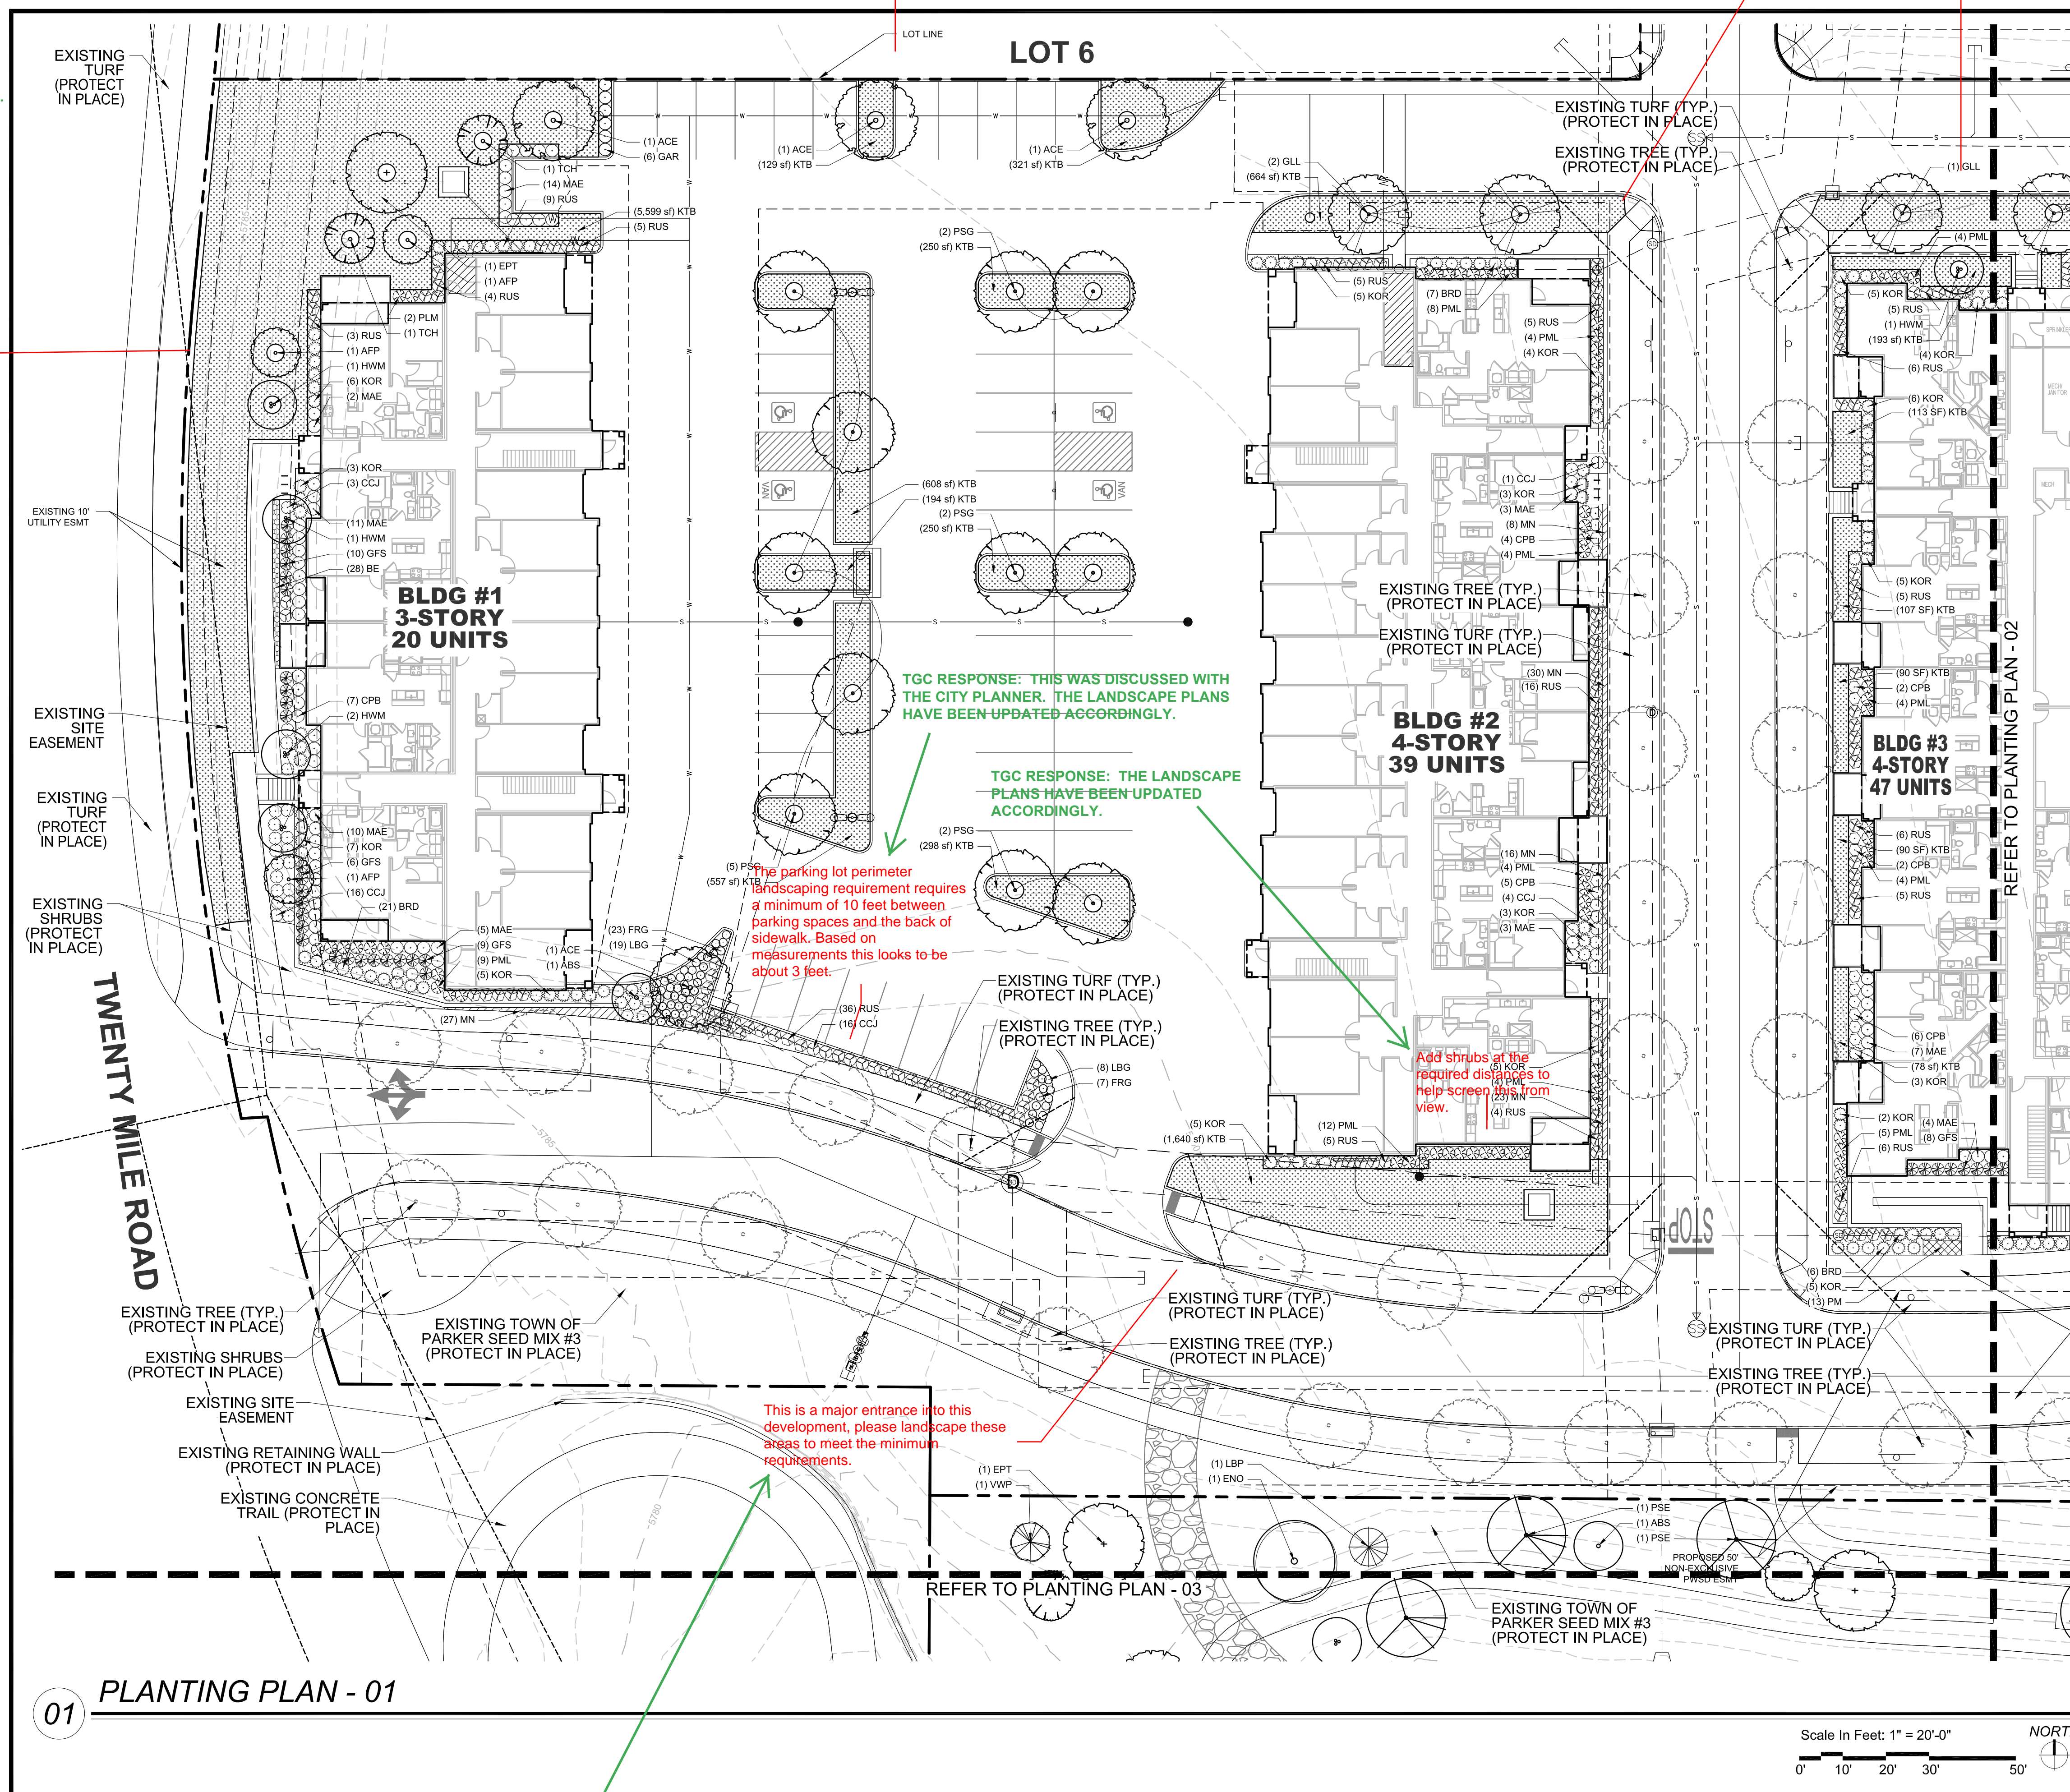 EXISTING
TURF
(PROTECT
IN PLACE)
LOT LINE
LOT 6
EXISTING TURF (TYP.)
(PROTECT IN PLACE)
EXISTING TREE (TYP.)
(PROTECT IN PLACE)
(1) ACE
(6) GAR
(1) TCH
(14) MAE
(9) RUS
(5,599 sf) KTB
(5) RUS
(1) ACE
(129 sf) KTB
(1) ACE
(321 sf) KTB
(2) GLL
(664 sf) KTB
(1) GLL
(4) PML
(1) EPT
(1) AFP
(4) RUS
(2) PLM
(1) TCH
(3) RUS
(1) AFP
(1) HWM
(6) KOR
(2) MAE
(2) PSG
(250 sf) KTB
(5) RUS
(5) KOR
(7) BRD
(8) PML
(5) RUS
(4) PML
(4) KOR
(5) KOR
(5) RUS
(1) HWM
(193 sf) KTB
(4) KOR
(6) RUS
(6) KOR
(113 SF) KTB
SPRINKLE
MECH/
JANITOR
MECH
VAN
VAN
(3) KOR
(3) CCJ
(11) MAE
(1) HWM
(10) GFS
(28) BE
EXISTING 10'
UTILITY ESMT
(608 sf) KTB
(194 sf) KTB
(2) PSG
(250 sf) KTB
(1) CCJ
(3) KOR
(3) MAE
(8) MN
(4) CPB
(4) PML
BLDG #1
3-STORY
20 UNITS
EXISTING TREE (TYP.)
(PROTECT IN PLACE)
EXISTING TURF (TYP.)
(PROTECT IN PLACE)
(5) KOR
(5) RUS
(107 SF) KTB
REFER TO PLANTING PLAN - 02
TGC RESPONSE:  THIS WAS DISCUSSED WITH
THE CITY PLANNER.  THE LANDSCAPE PLANS
HAVE BEEN UPDATED ACCORDINGLY.
(30) MN
(16) RUS
(90 SF) KTB
(2) CPB
(4) PML
(7) CPB
(2) HWM
EXISTING
SITE
EASEMENT
BLDG #2
4-STORY
39 UNITS
BLDG #3
4-STORY
47 UNITS
TGC RESPONSE:  THE LANDSCAPE
PLANS HAVE BEEN UPDATED
ACCORDINGLY.
EXISTING
TURF
(PROTECT
IN PLACE)
(10) MAE
(7) KOR
(6) GFS
(1) AFP
(16) CCJ
(21) BRD
(2) PSG
(298 sf) KTB
(5) PSG
(557 sf) KTB
The parking lot perimeter
landscaping requirement requires
a minimum of 10 feet between
parking spaces and the back of
sidewalk. Based on
measurements this looks to be
about 3 feet.
(16) MN
(4) PML
(5) CPB
(4) CCJ
(3) KOR
(3) MAE
(6) RUS
(90 SF) KTB
(2) CPB
(4) PML
(5) RUS
EXISTING
SHRUBS
(PROTECT
IN PLACE)
(5) MAE
(9) GFS
(9) PML
(5) KOR
(1) ACE
(1) ABS
(23) FRG
(19) LBG
EXISTING TURF (TYP.)
(PROTECT IN PLACE)
EXISTING TREE (TYP.)
(PROTECT IN PLACE)
(27) MN
(36) RUS
(16) CCJ
TWENTY MILE ROAD
(8) LBG
(7) FRG
Add shrubs at the
required distances to
help screen this from
view.
(5) KOR
(4) PML
(23) MN
(4) RUS
(6) CPB
(7) MAE
(78 sf) KTB
(3) KOR
(5) KOR
(1,640 sf) KTB
(12) PML
(5) RUS
(2) KOR
(5) PML
(6) RUS
(4) MAE
(8) GFS
5785
STOP
(6) BRD
(5) KOR
(13) PM
EXISTING TREE (TYP.)
(PROTECT IN PLACE)
EXISTING SHRUBS
(PROTECT IN PLACE)
EXISTING SITE
EASEMENT
EXISTING RETAINING WALL
(PROTECT IN PLACE)
EXISTING CONCRETE
TRAIL (PROTECT IN
PLACE)
EXISTING TOWN OF
PARKER SEED MIX #3
(PROTECT IN PLACE)
EXISTING TURF (TYP.)
(PROTECT IN PLACE)
EXISTING TREE (TYP.)
(PROTECT IN PLACE)
EXISTING TURF (TYP.)
(PROTECT IN PLACE)
EXISTING TREE (TYP.)
(PROTECT IN PLACE)
This is a major entrance into this
development, please landscape these
areas to meet the minimum
requirements.
5780
(1) EPT
(1) VWP
(1) LBP
(1) ENO
(1) PSE
(1) ABS
(1) PSE
PROPOSED 50'
NON-EXCLUSIVE
PWSD ESMT
REFER TO PLANTING PLAN - 03
EXISTING TOWN OF
PARKER SEED MIX #3
(PROTECT IN PLACE)
01
PLANTING PLAN - 01
Scale In Feet: 1" = 20'-0"
NORT
0' 10' 20' 30' 50'